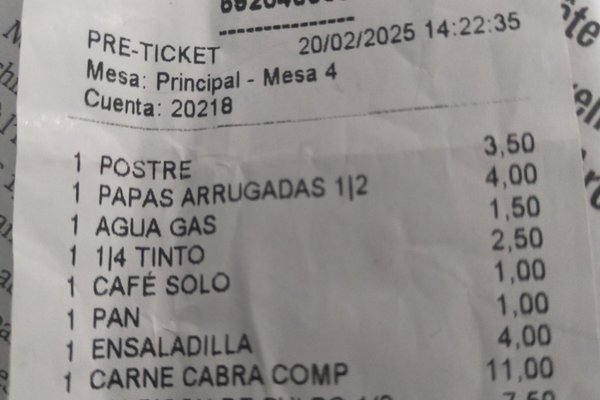 PRE-TICKET 20/02/2025 14:22:35
Mesa: Principal - Mesa 4
Cuenta: 20218
1 POSTRE 3,50
1 PAPAS ARRUGADAS 1|2 4,00
1 AGUA GAS 1,50
1 1|4 TINTO 2,50
1 CAFÉ SOLO 1,00
1 PAN 1,00
1 ENSALADILLA 4,00
1 CARNE CABRA COMP 11,00